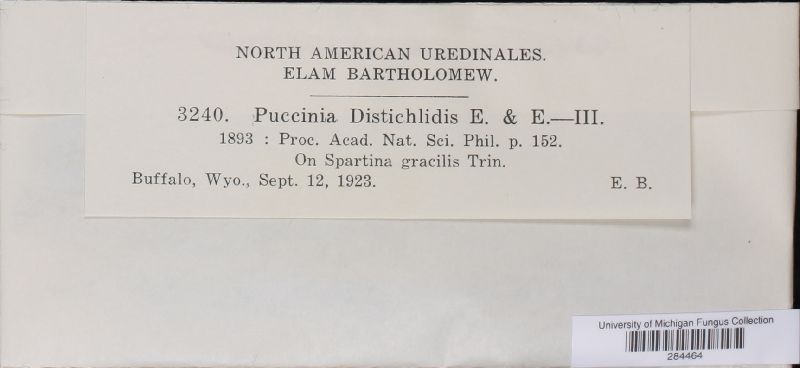 NORTH AMERICAN UREDINALES.
ELAM BARTHOLOMEW.
3240. Puccinia Distichlidis E. & E.—III.
1893 : Proc. Acad. Nat. Sci. Phil. p. 152.
On Spartina gracilis Trin.
Buffalo, Wyo., Sept. 12, 1923. E. B.
University of Michigan Fungus Collection
284464